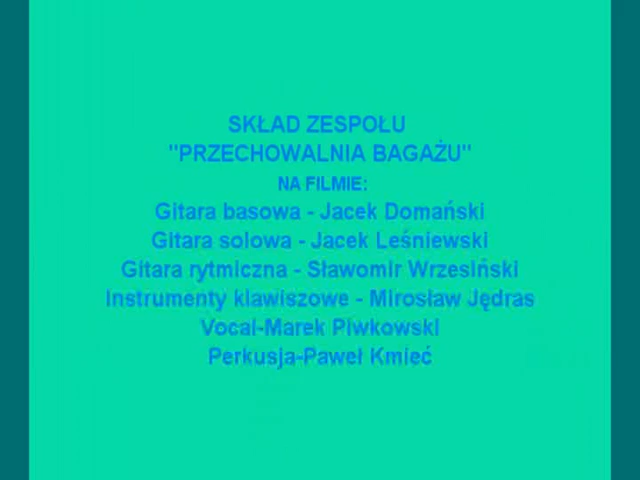 SKŁAD ZESPOŁU
"PRZECHOWALNIA BAGAŻU"
NA FILMIE:
Gitara basowa - Jacek Domański
Gitara solowa - Jacek Leśniewski
Gitara rytmiczna - Sławomir Wrzesiński
Instrumenty klawiszowe - Mirosław Jędras
Vocal-Marek Piwkowski
Perkusja-Paweł Kmieć